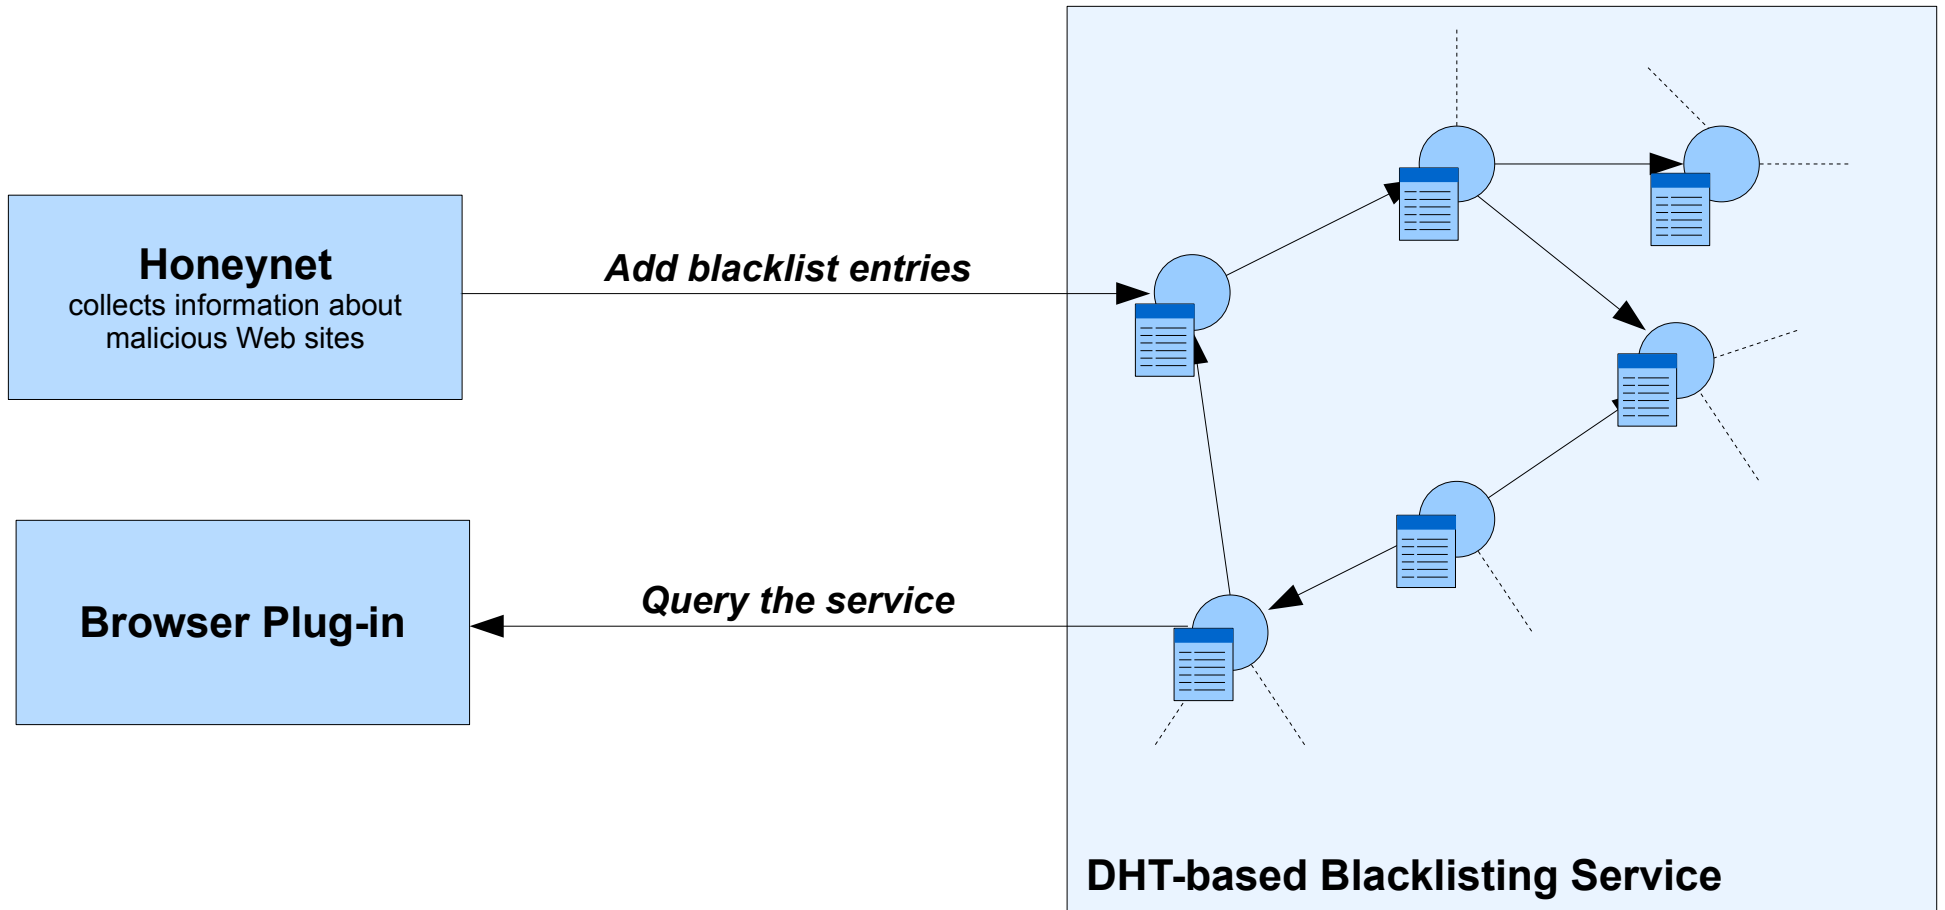 Honeynet
collects information about
malicious Web sites
Add blacklist entries
Browser Plug-in
Query the service
DHT-based Blacklisting Service